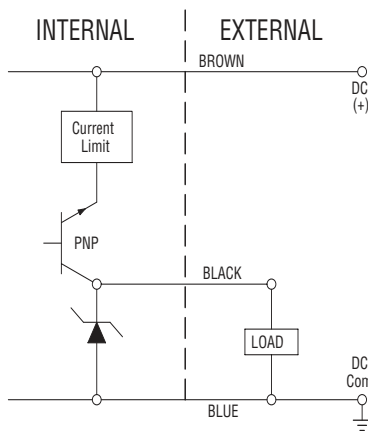 INTERNAL
EXTERNAL
BROWN
DC
(+)
Current
Limit
PNP
BLACK
LOAD
DC
Com
BLUE